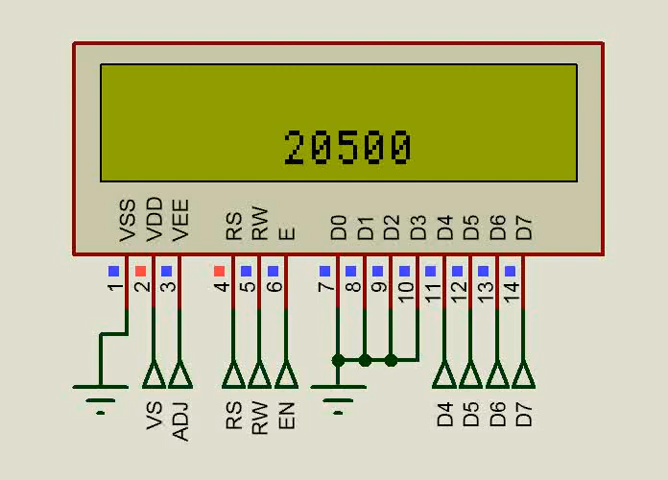 20500
VSS VDD VEE RS RW E D0 D1 D2 D3 D4 D5 D6 D7
1 2 3 4 5 6 7 8 9 10 11 12 13 14
VS ADJ RS RW EN D4 D5 D6 D7